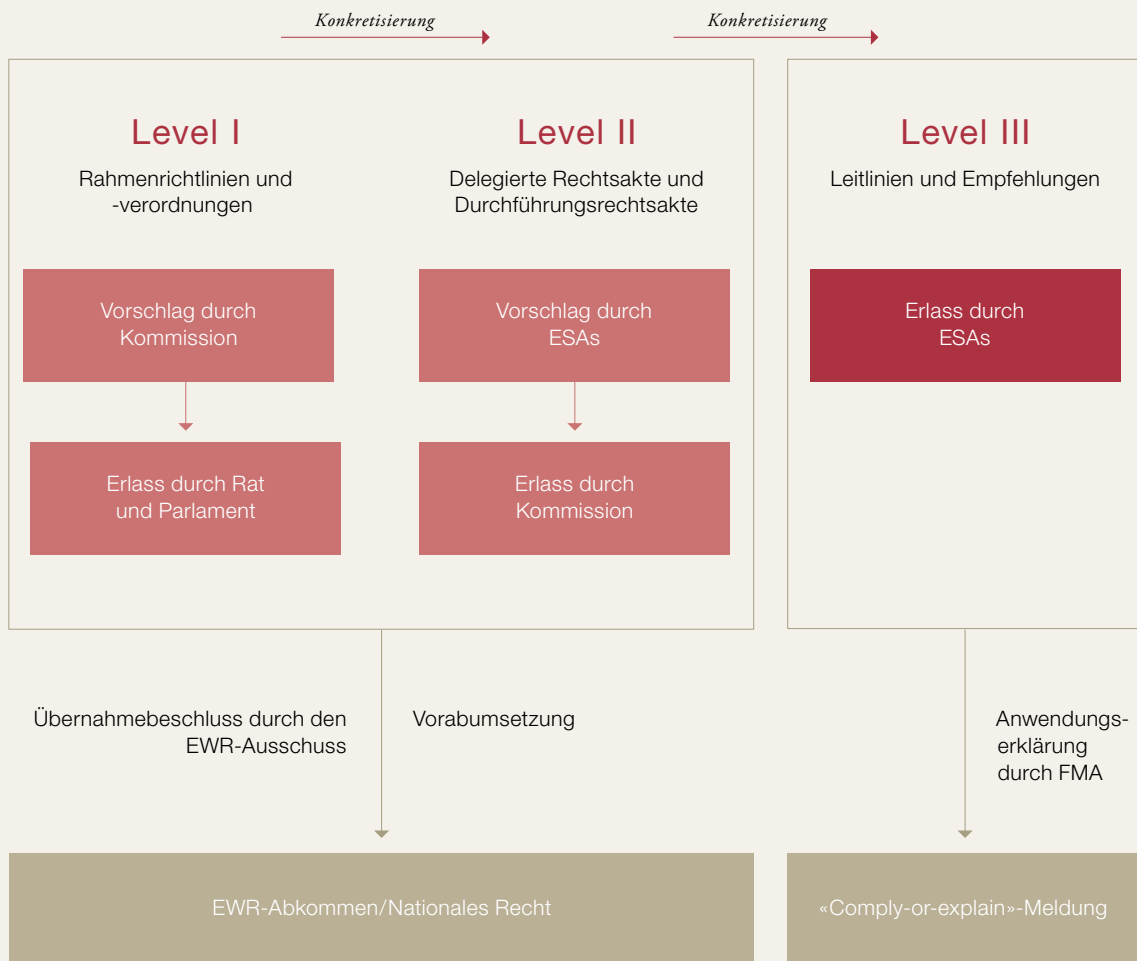 Konkretisierung
Konkretisierung
Level I
Rahmenrichtlinien und
-verordnungen
Vorschlag durch
Kommission
Erlass durch Rat
und Parlament
Level II
Delegierte Rechtsakte und
Durchführungsrechtsakte
Vorschlag durch
ESAs
Erlass durch
Kommission
Level III
Leitlinien und Empfehlungen
Erlass durch
ESAs
Übernahmebeschluss durch den
EWR-Ausschuss
Vorabumsetzung
Anwendungs-
erklärung
durch FMA
EWR-Abkommen/Nationales Recht
«Comply-or-explain»-Meldung